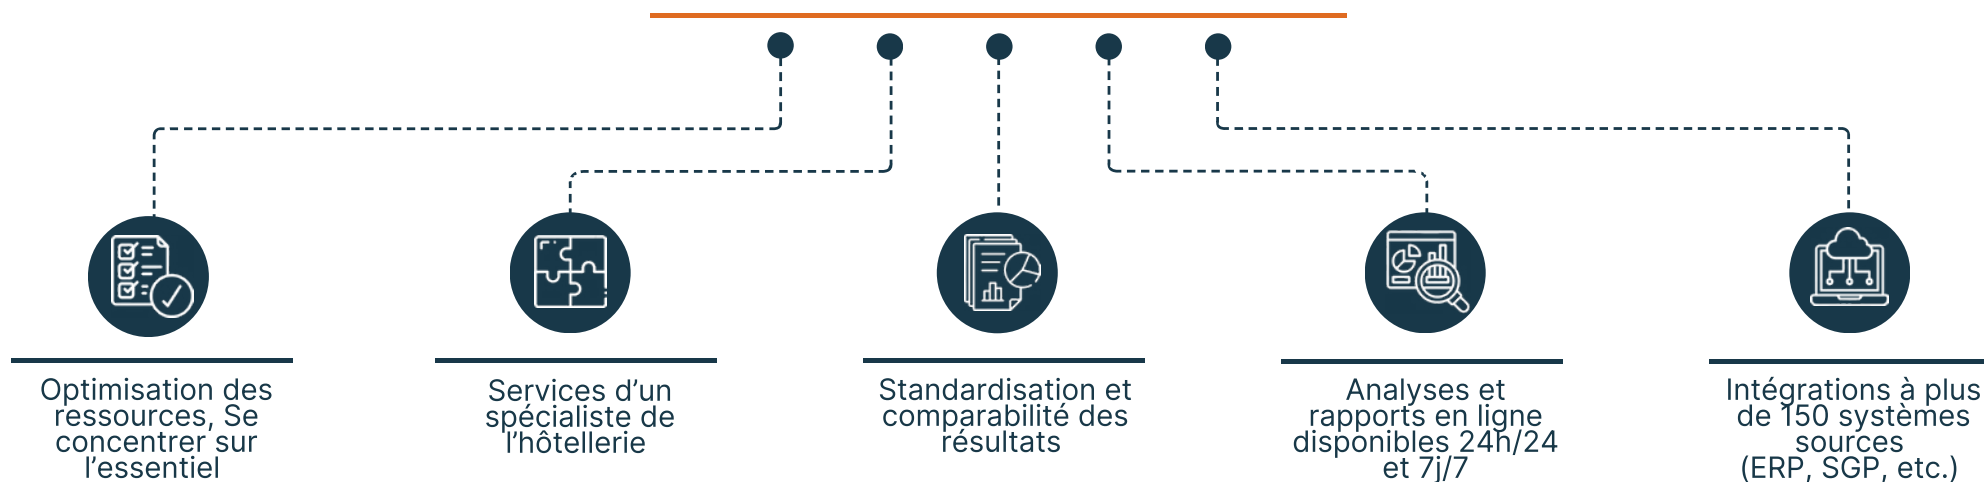 Optimisation des
ressources, Se
concentrer sur
l’essentiel
Services d’un
spécialiste de
l’hôtellerie
Standardisation et
comparabilité des
résultats
Analyses et
rapports en ligne
disponibles 24h/24
et 7j/7
Intégrations à plus
de 150 systèmes
sources
(ERP, SGP, etc.)